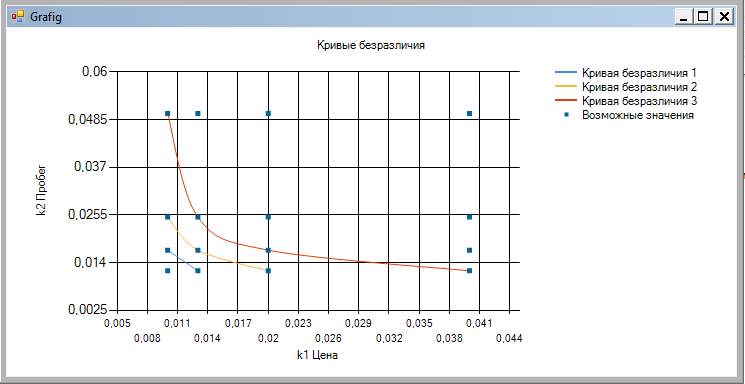 Grafig
Кривые безразличия
0,06
0,0485
0,037
0,0255
0,014
0,0025
k2 Пробег
0,005 0,011 0,017 0,023 0,029 0,035 0,041
0,008 0,014 0,02 0,026 0,032 0,038 0,044
k1 Цена
Кривая безразличия 1
Кривая безразличия 2
Кривая безразличия 3
Возможные значения